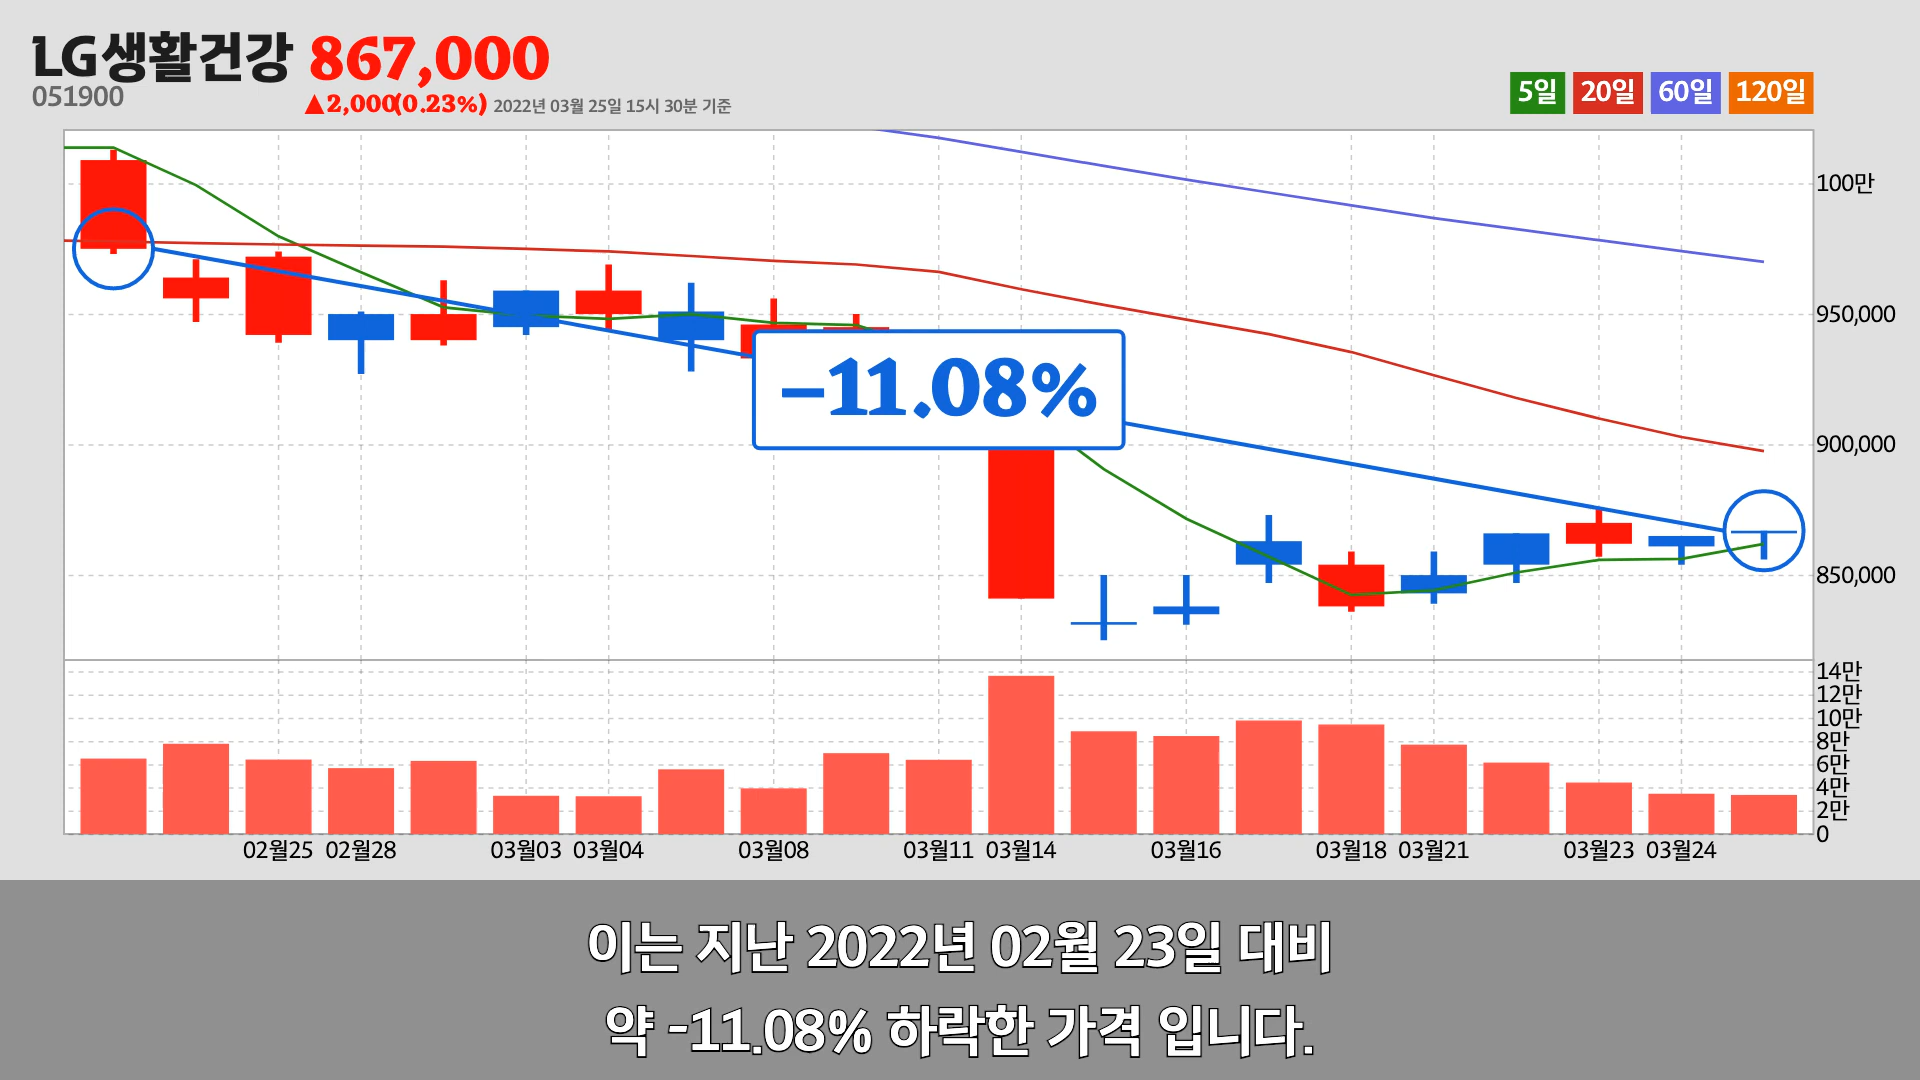 LG생활건강 867,000
051900
▲2,000(0.23%) 2022년 03월 25일 15시 30분 기준
5일 20일 60일 120일
100만
950,000
900,000
850,000
-11.08%
14만
12만
10만
8만
6만
4만
2만
0
02월25 02월28 03월03 03월04 03월08 03월11 03월14 03월16 03월18 03월21 03월23 03월24
이는 지난 2022년 02월 23일 대비
약 -11.08% 하락한 가격 입니다.